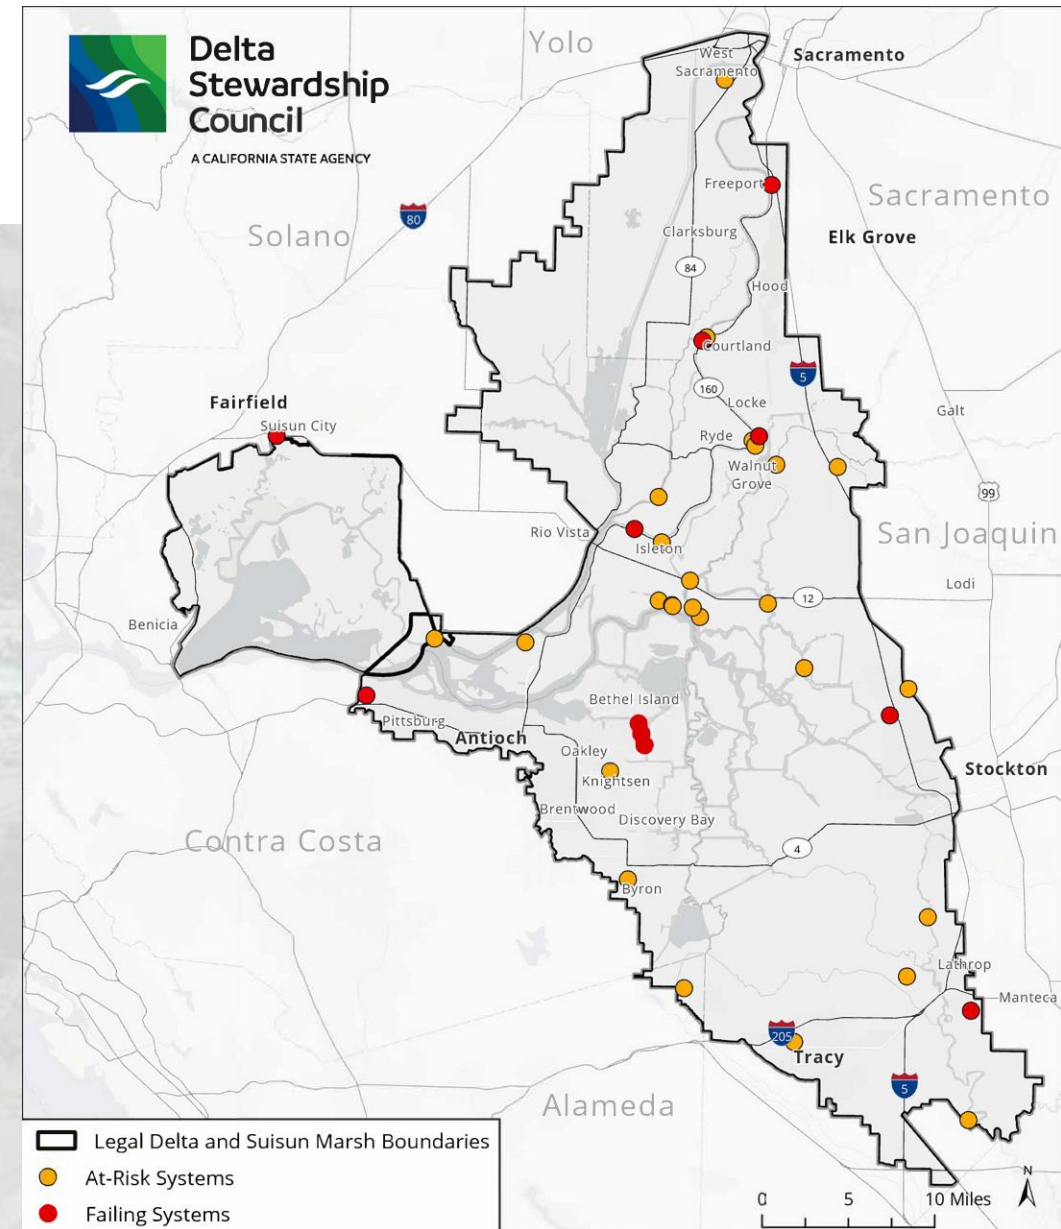 Delta
Stewardship
Council
A CALIFORNIA STATE AGENCY
Yolo
West
Sacramento
Sacramento
Freeport
Sacramento
80
Solano
Clarksburg
Elk Grove
84
Hood
Courtland
5
160
Fairfield
Suisun City
Locke
Galt
Ryde
Walnut
Grove
99
Rio Vista
San Joaquin
Isleton
Lodi
12
Benicia
Bethel Island
Pittsburg
Antioch
Oakley
Stockton
Knightsen
Brentwood
Discovery Bay
Contra Costa
4
Byron
Lathrop
Manteca
205
Tracy
5
Alameda
Legal Delta and Suisun Marsh Boundaries
At-Risk Systems
Failing Systems
N
0 5 10 Miles